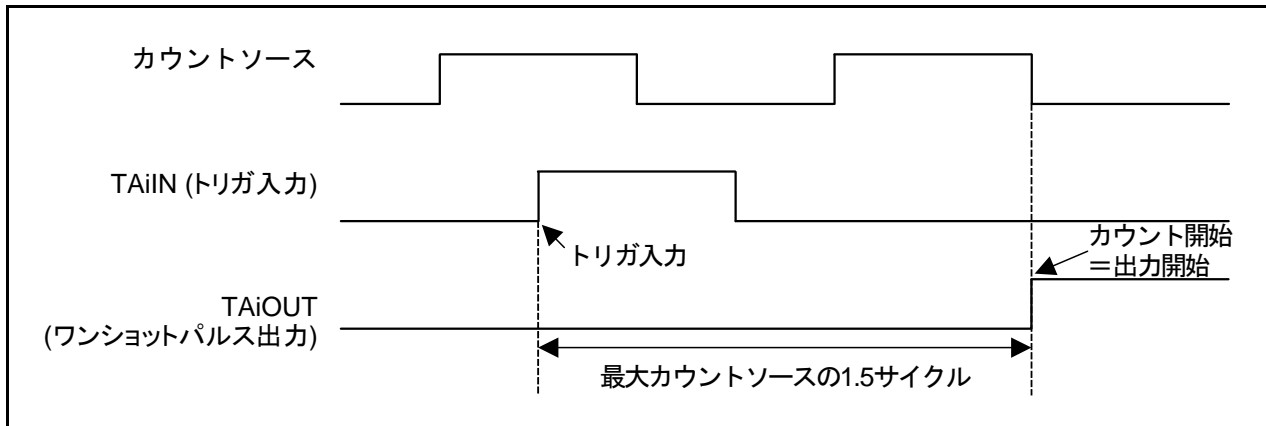 カウントソース
TAiIN (トリガ入力)
トリガ入力
カウント開始
＝出力開始
TAiOUT
(ワンショットパルス出力)
最大カウントソースの1.5サイクル